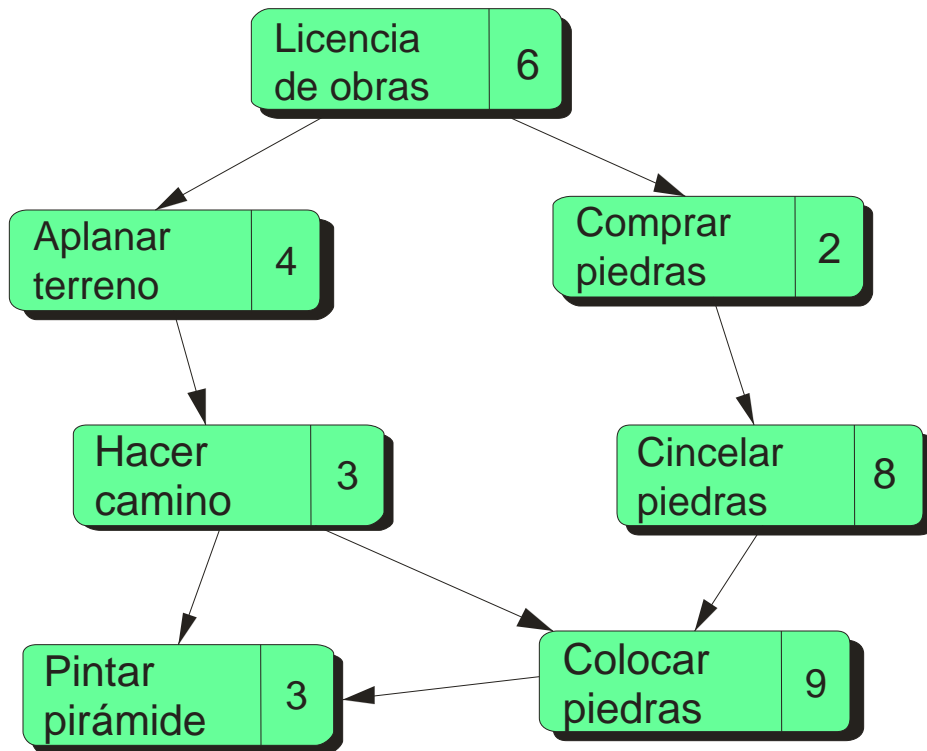 Licencia
de obras
6
Aplanar
terreno
4
Comprar
piedras
2
Hacer
camino
3
Cincelar
piedras
8
Pintar
pirámide
3
Colocar
piedras
9